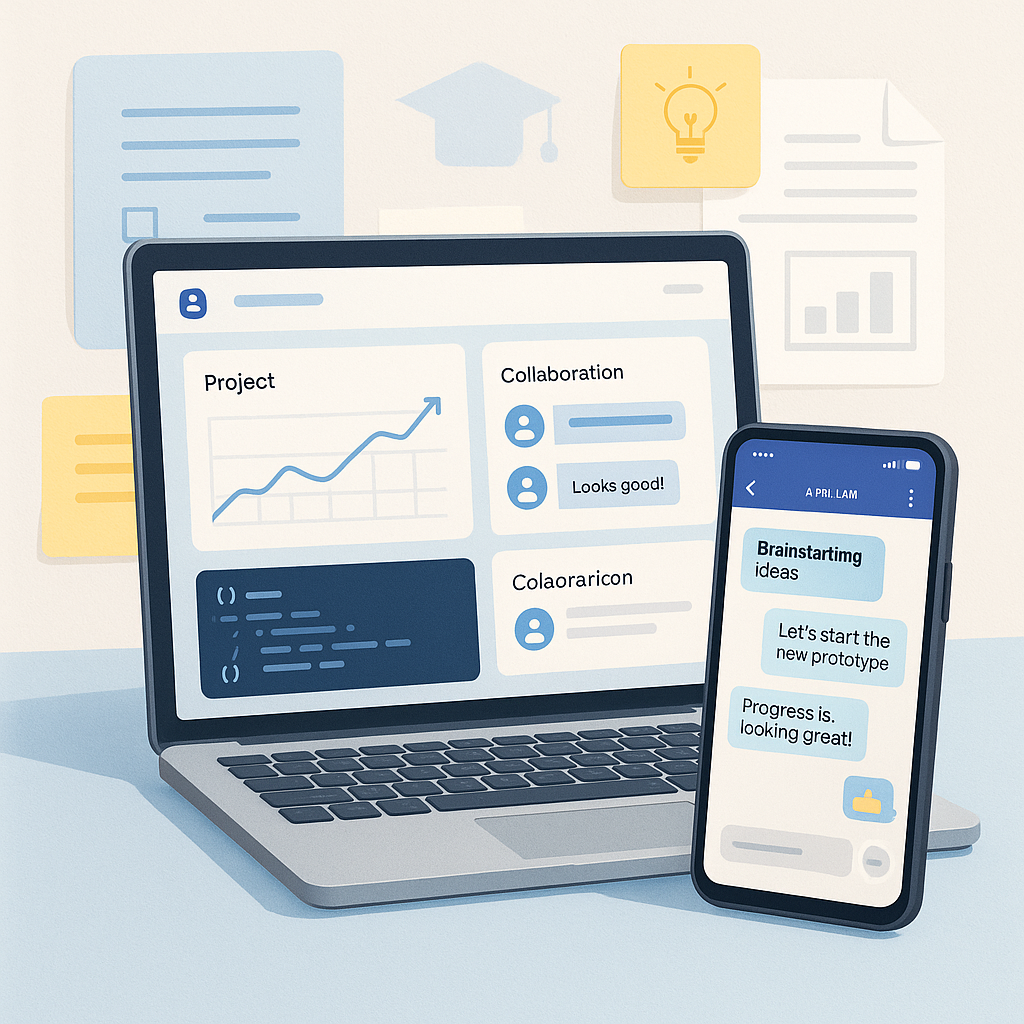 Project
Collaboration
Looks good!
Colaoraricon
A PRI. LAM
Brainstartimg
ideas
Let's start the
new prototype
Progress is.
looking great!